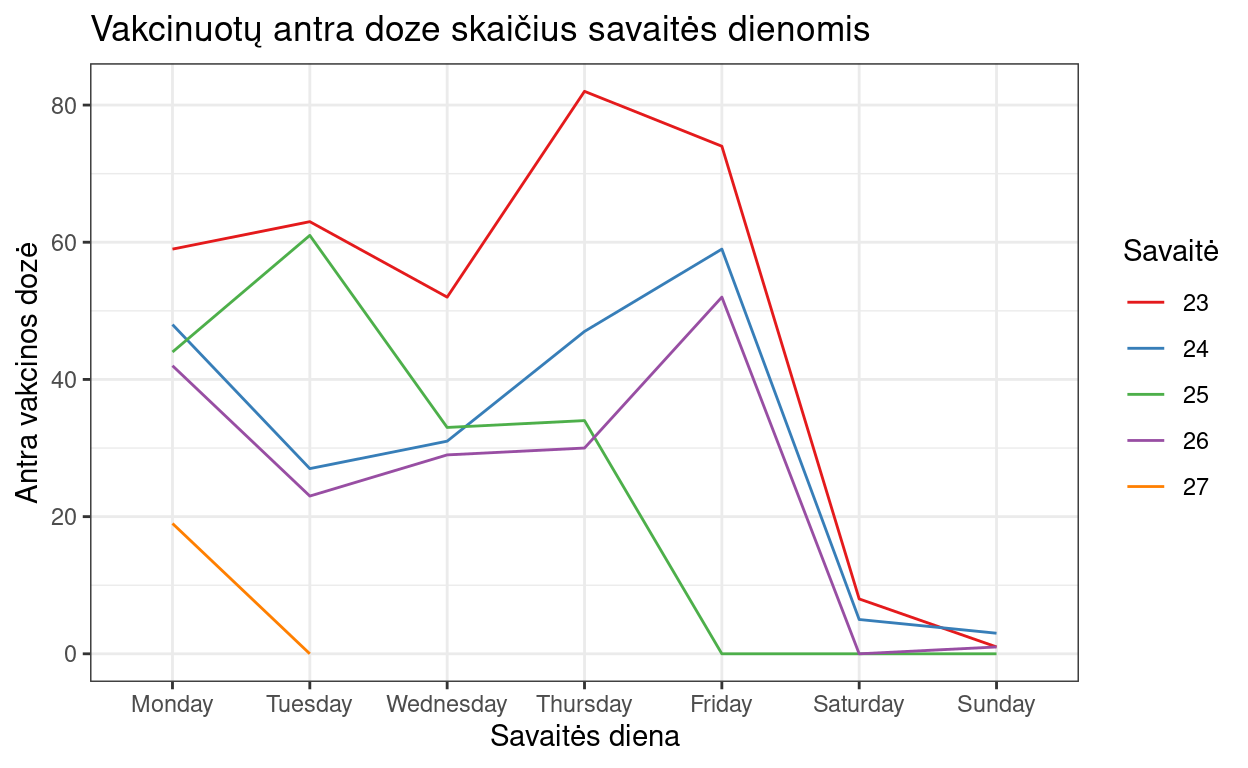 Vakcinuotų antra doze skaičius savaitės dienomis
Antra vakcinos dozė
80
60
40
20
0
Monday Tuesday Wednesday Thursday Friday Saturday Sunday
Savaitės diena
Savaitė
23
24
25
26
27